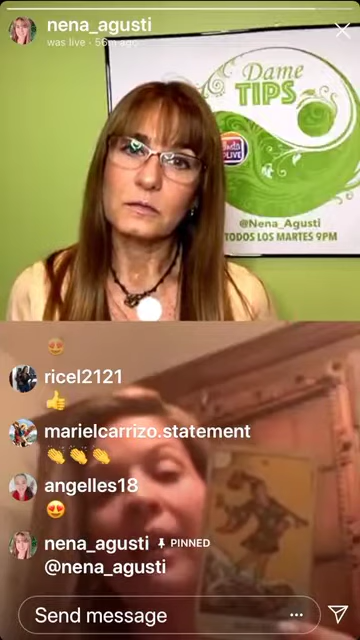 nena_agusti
was live · 56m ago
Dame
TIPS
@Nena_Agusti
TODOS LOS MARTES 9PM
ricel2121
marielcarrizo.statement
angelles18
nena_agusti PINNED
@nena_agusti
Send message